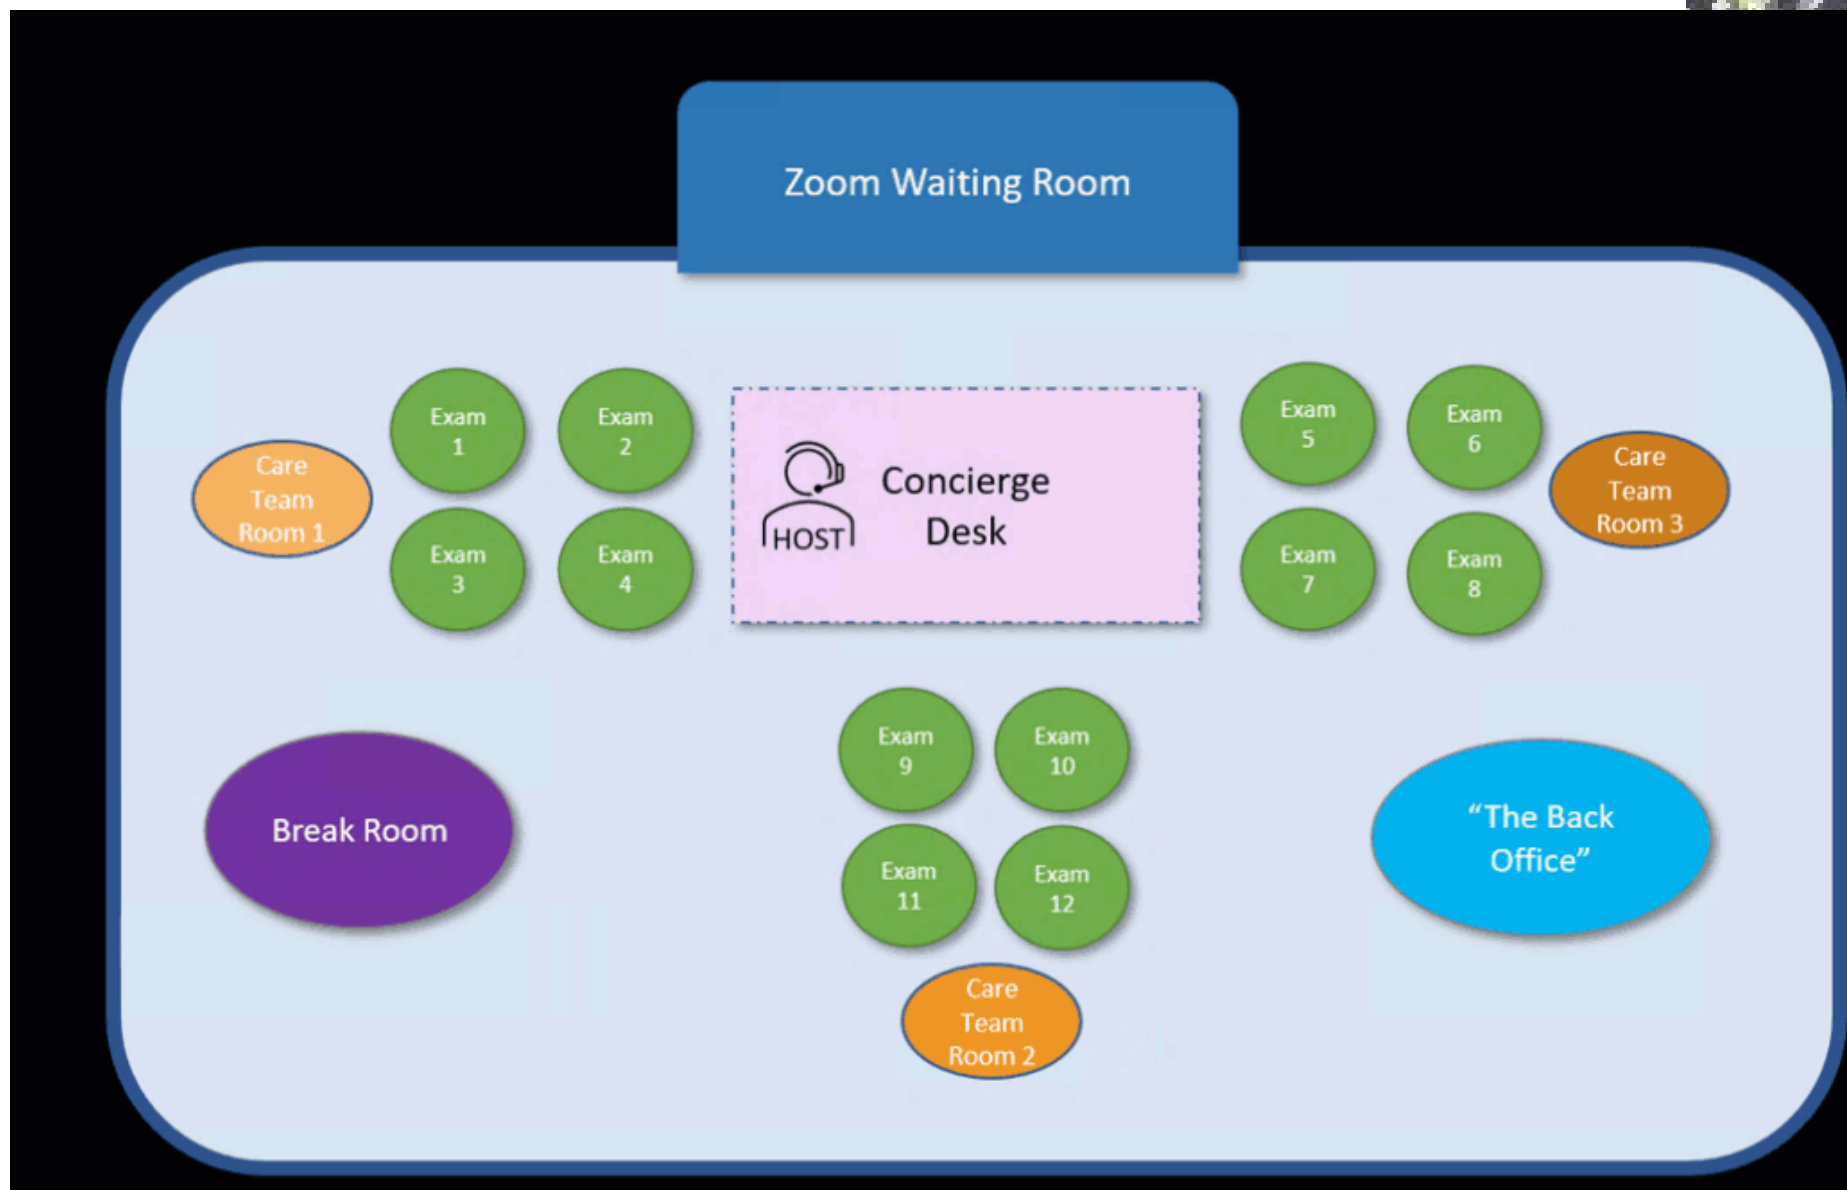 Zoom Waiting Room
Exam
1
Exam
2
Exam
5
Exam
6
Care
Team
Room 1
HOST
Concierge
Desk
Care
Team
Room 3
Exam
3
Exam
4
Exam
7
Exam
8
Exam
9
Exam
10
Break Room
“The Back
Office”
Exam
11
Exam
12
Care
Team
Room 2